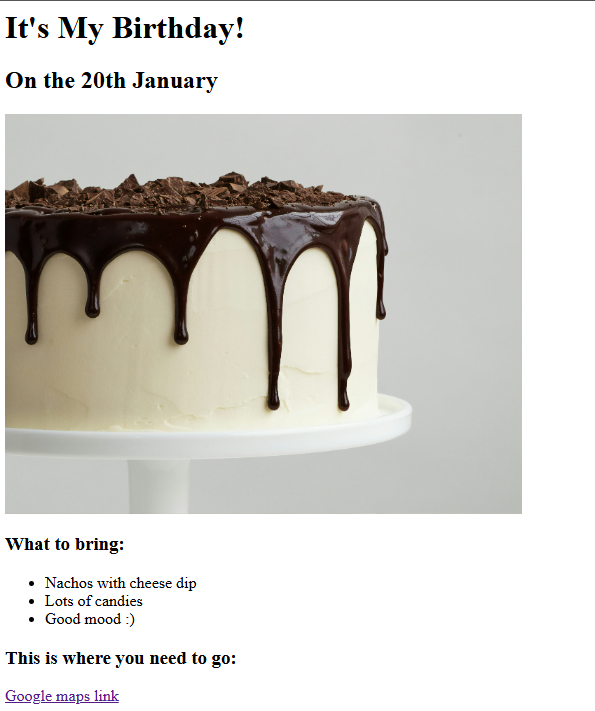 It's My Birthday!
On the 20th January
What to bring:
Nachos with cheese dip
Lots of candies
Good mood :)
This is where you need to go:
Google maps link